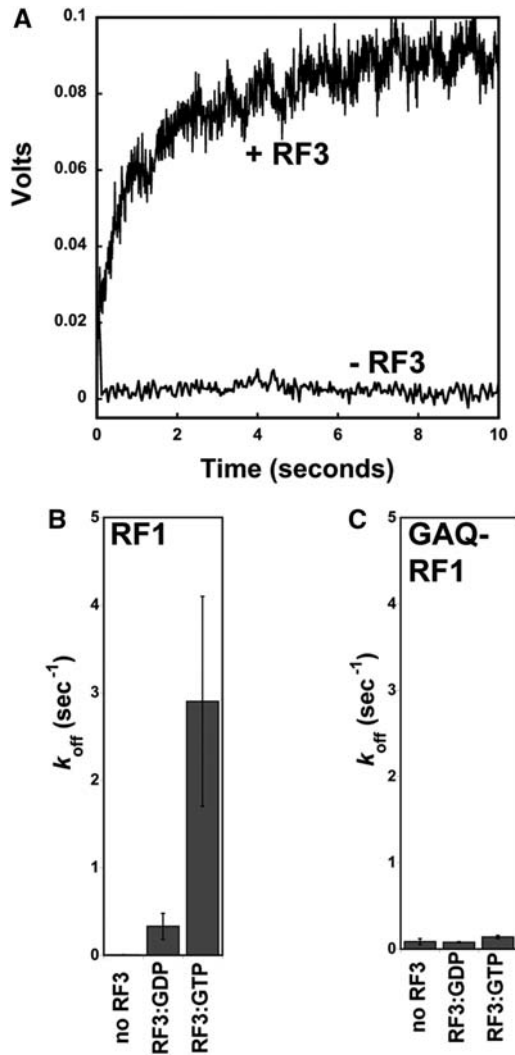 A
0.1
0.08
0.06
0.04
0.02
0
Volts
+ RF3
- RF3
0 2 4 6 8 10
Time (seconds)
B
RF1
5
4
3
2
1
0
k off (sec -1)
no RF3
RF3:GDP
RF3:GTP
C
GAQ-
RF1
5
4
3
2
1
0
k off (sec -1)
no RF3
RF3:GDP
RF3:GTP